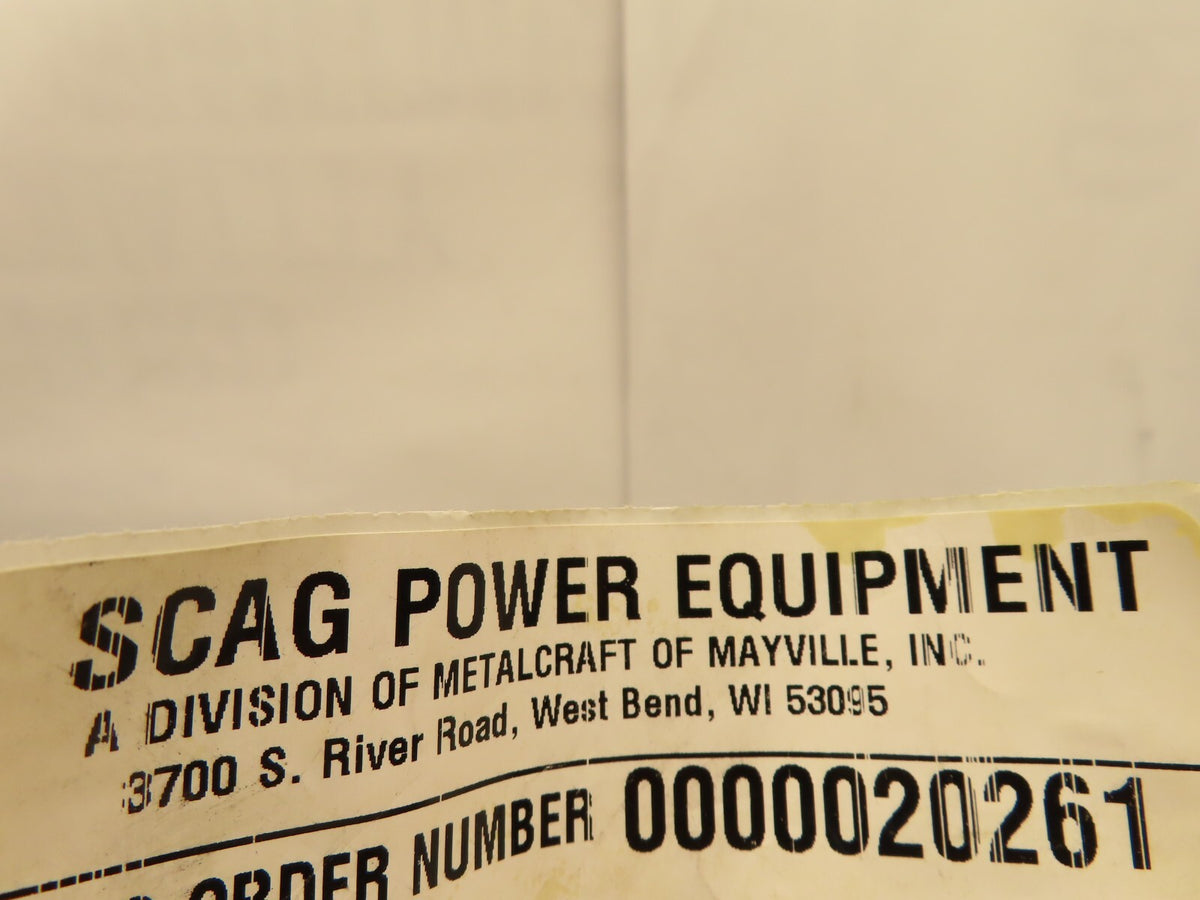 SCAG POWER EQUIPMENT
A DIVISION OF METALCRAFT OF MAYVILLE, INC.
3700 S. River Road, West Bend, WI 53095
ORDER NUMBER 0000020261